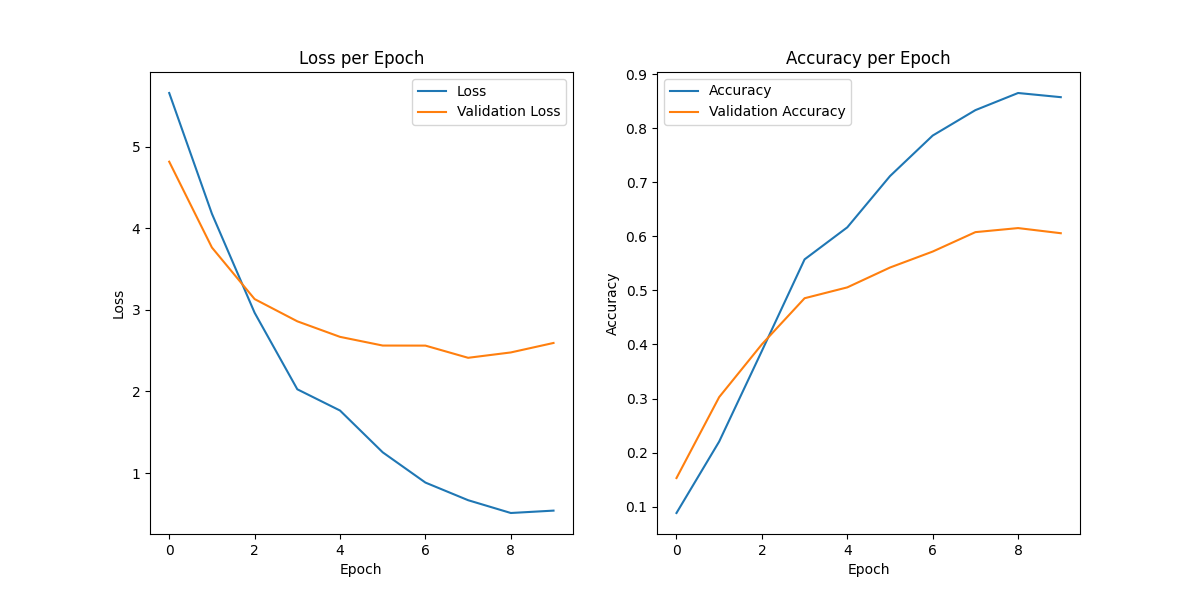 Loss per Epoch
Loss
Validation Loss
5
4
3
2
1
Loss
0
2
4
6
8
Epoch
Accuracy per Epoch
Accuracy
Validation Accuracy
0.9
0.8
0.7
0.6
0.5
0.4
0.3
0.2
0.1
Accuracy
0
2
4
6
8
Epoch